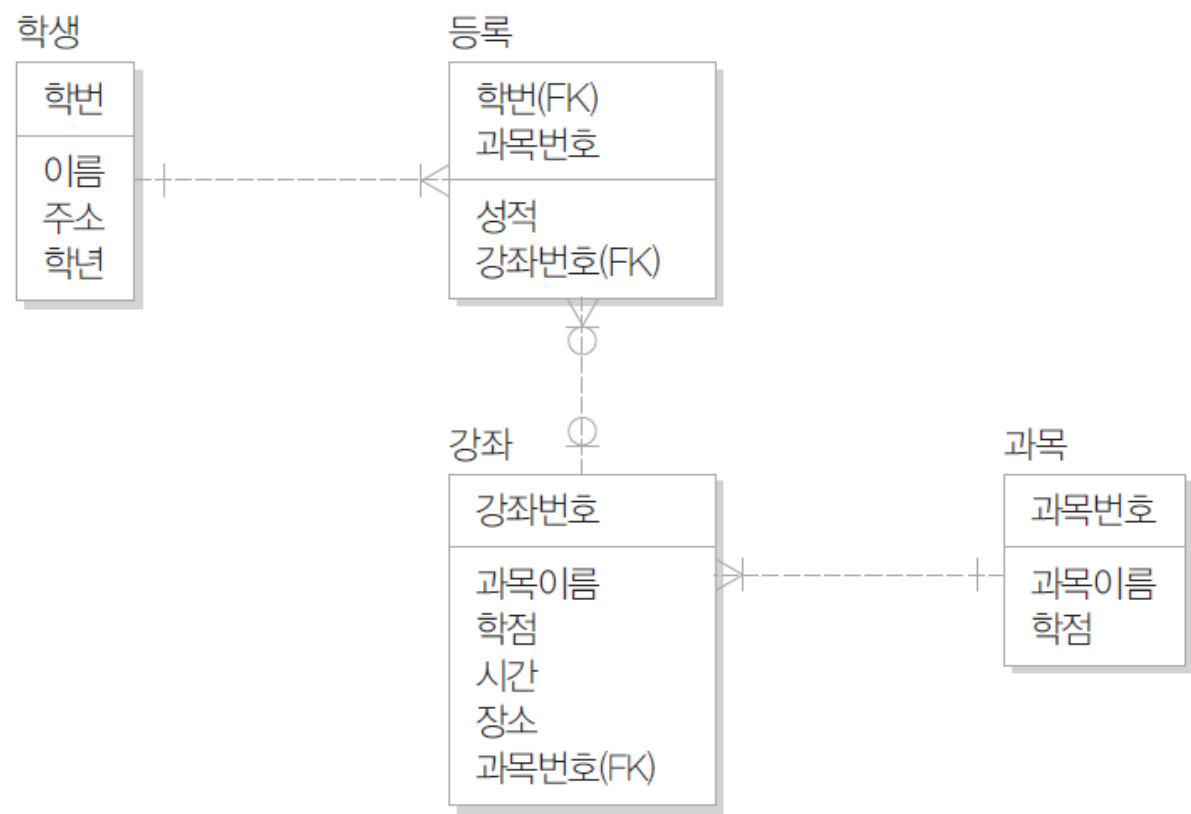 학생
학번
이름
주소
학년
등록
학번(FK)
과목번호
성적
강좌번호(FK)
강좌
강좌번호
과목이름
학점
시간
장소
과목번호(FK)
과목
과목번호
과목이름
학점